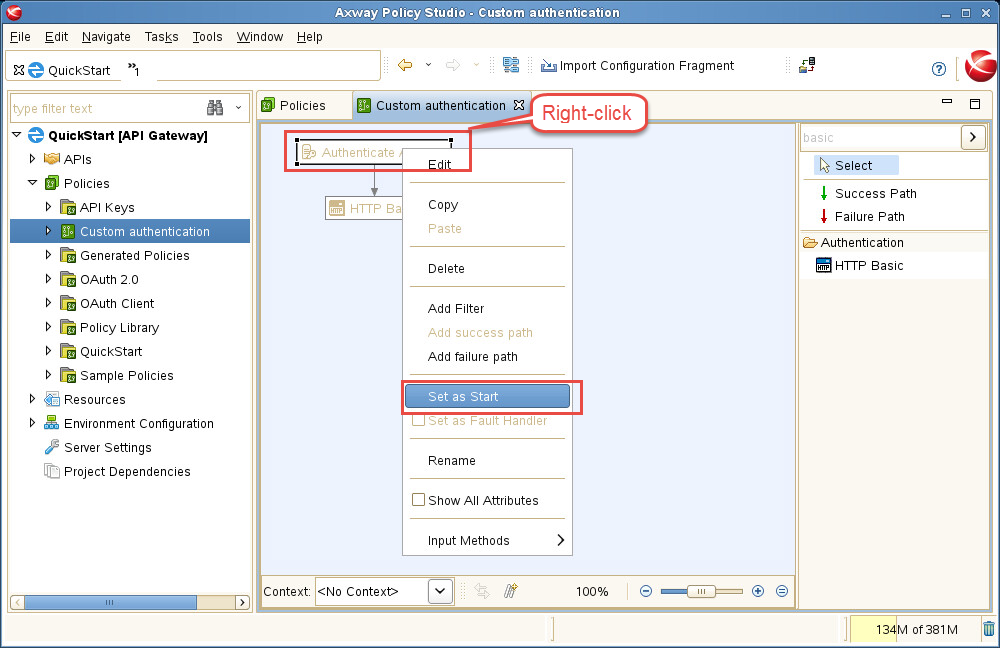 Axway Policy Studio - Custom authentication
File Edit Navigate Tasks Tools Window Help
QuickStart
»1
Import Configuration Fragment
type filter text
QuickStart [API Gateway]
APIs
Policies
API Keys
Custom authentication
Generated Policies
OAuth 2.0
OAuth Client
Policy Library
QuickStart
Sample Policies
Resources
Environment Configuration
Server Settings
Project Dependencies
Policies
Custom authentication
Right-click
Authenticate A
HTTP Ba
Edit
Copy
Paste
Delete
Add Filter
Add success path
Add failure path
Set as Start
Set as Fault Handler
Rename
Show All Attributes
Input Methods
basic
Select
Success Path
Failure Path
Authentication
HTTP Basic
Context: <No Context>
100%
134M of 381M